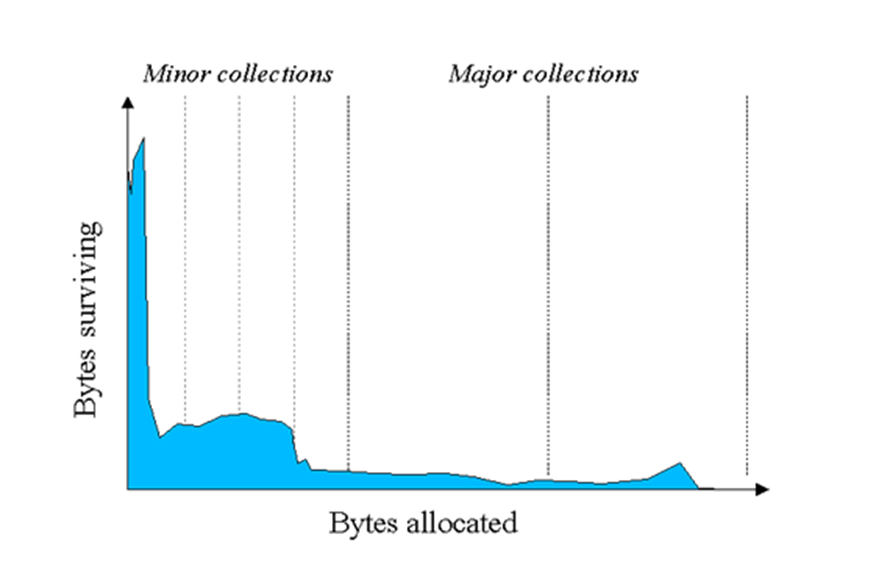 Minor collections
Major collections
Bytes surviving
Bytes allocated